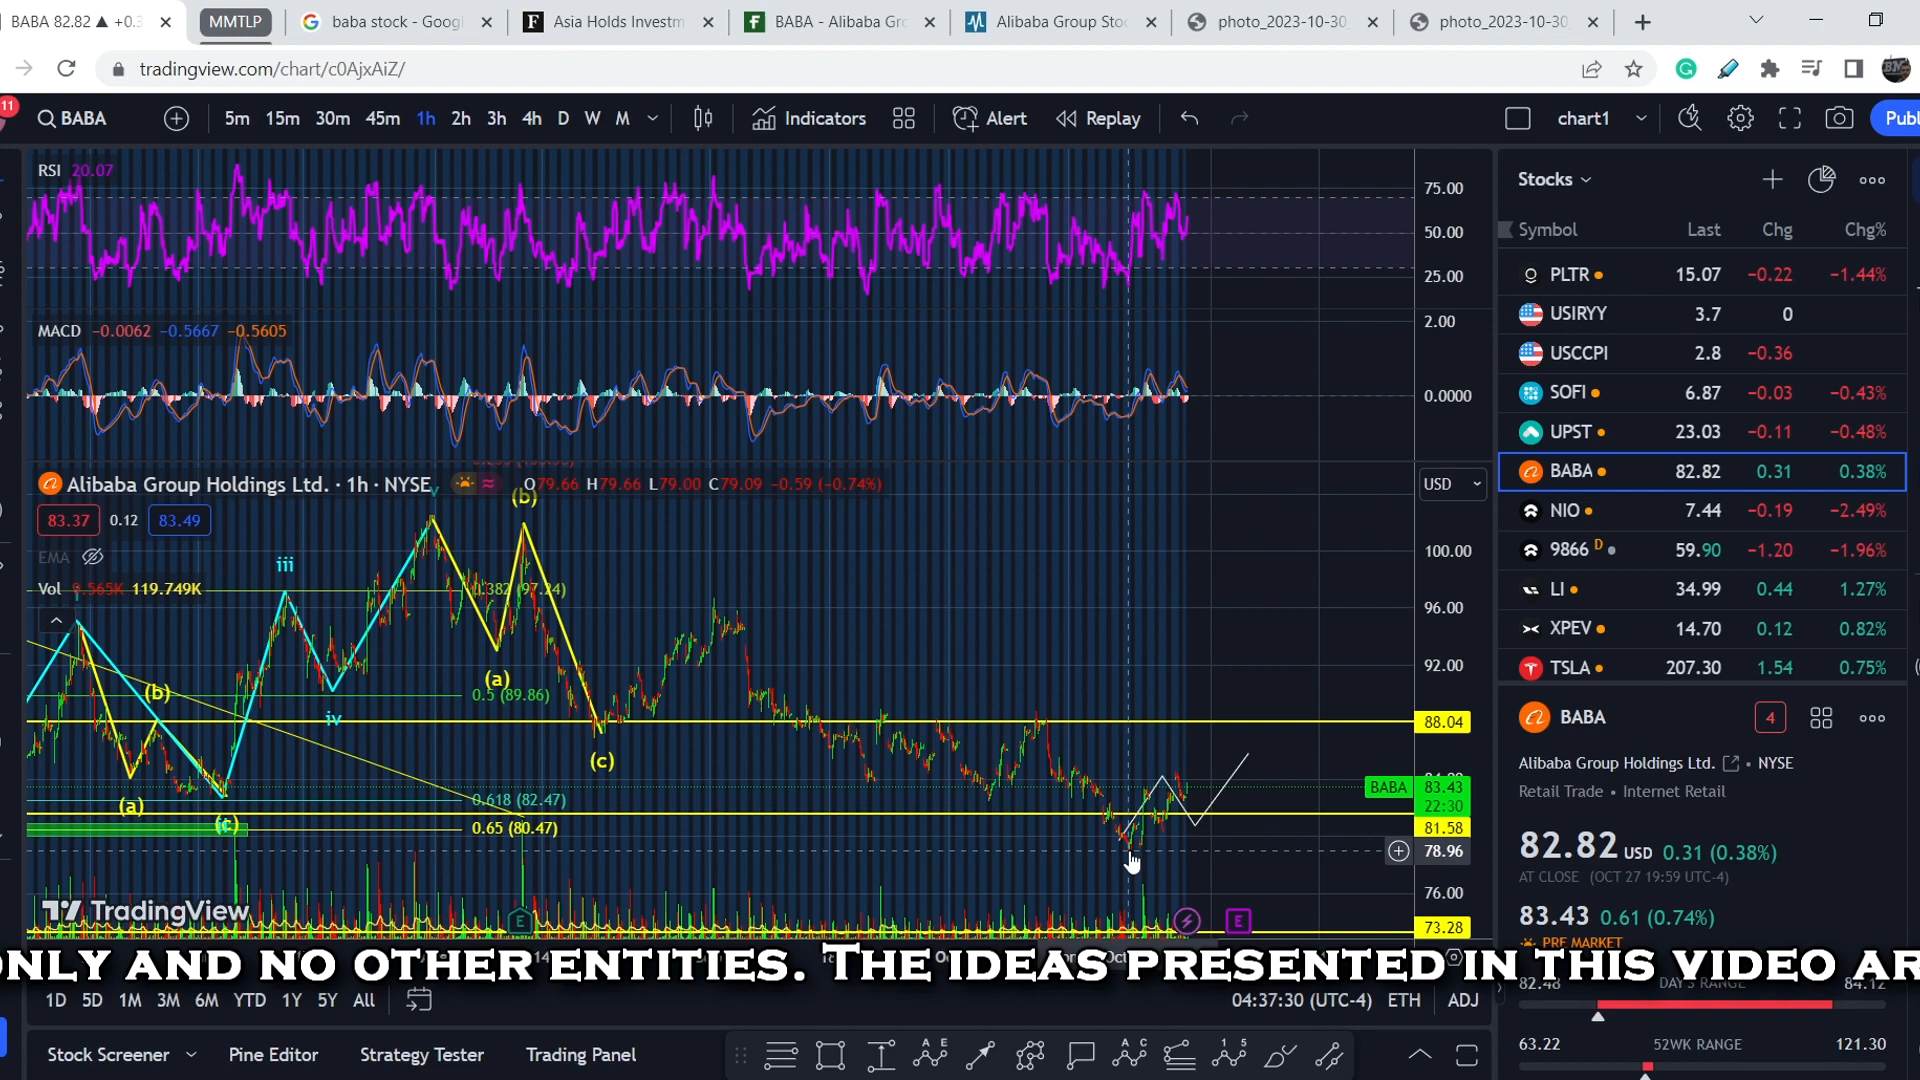 BABA 82.82 ▲ +0.3
MMTLP
baba stock - Googl
Asia Holds Investm
BABA - Alibaba Gro
Alibaba Group Stoc
photo_2023-10-30
photo_2023-10-30
tradingview.com/chart/c0AjxAiZ/
11
BABA
5m 15m 30m 45m 1h 2h 3h 4h D W M
Indicators
Alert
Replay
chart1
Publ
RSI 20.07
75.00
50.00
25.00
MACD −0.0062 −0.5667 −0.5605
2.00
0.0000
Alibaba Group Holdings Ltd. · 1h · NYSE
O79.66 H79.66 L79.00 C79.09 −0.59 (−0.74%)
USD
83.37 0.12 83.49
EMA
Vol 9.565K 119.749K
v
(b)
iii
iv
(a)
(b)
(c)
(a)
(c)
0.382 (97.24)
0.5 (89.86)
0.618 (82.47)
0.65 (80.47)
100.00
96.00
92.00
88.04
BABA 83.43
22:30
81.58
78.96
76.00
73.28
TradingView
E
E
14
NLY AND NO OTHER ENTITIES. THE IDEAS PRESENTED IN THIS VIDEO AR
1D 5D 1M 3M 6M YTD 1Y 5Y All
04:37:30 (UTC-4) ETH ADJ
Stock Screener
Pine Editor
Strategy Tester
Trading Panel
Stocks
Symbol Last Chg Chg%
PLTR 15.07 −0.22 −1.44%
USIRYY 3.7 0
USCCPI 2.8 −0.36
SOFI 6.87 −0.03 −0.43%
UPST 23.03 −0.11 −0.48%
BABA 82.82 0.31 0.38%
NIO 7.44 −0.19 −2.49%
9866 D 59.90 −1.20 −1.96%
LI 34.99 0.44 1.27%
XPEV 14.70 0.12 0.82%
TSLA 207.30 1.54 0.75%
BABA
4
Alibaba Group Holdings Ltd. • NYSE
Retail Trade • Internet Retail
82.82 USD 0.31 (0.38%)
AT CLOSE (OCT 27 19:59 UTC-4)
83.43 0.61 (0.74%)
PRE MARKET
82.48 DAY'S RANGE 84.12
63.22 52WK RANGE 121.30